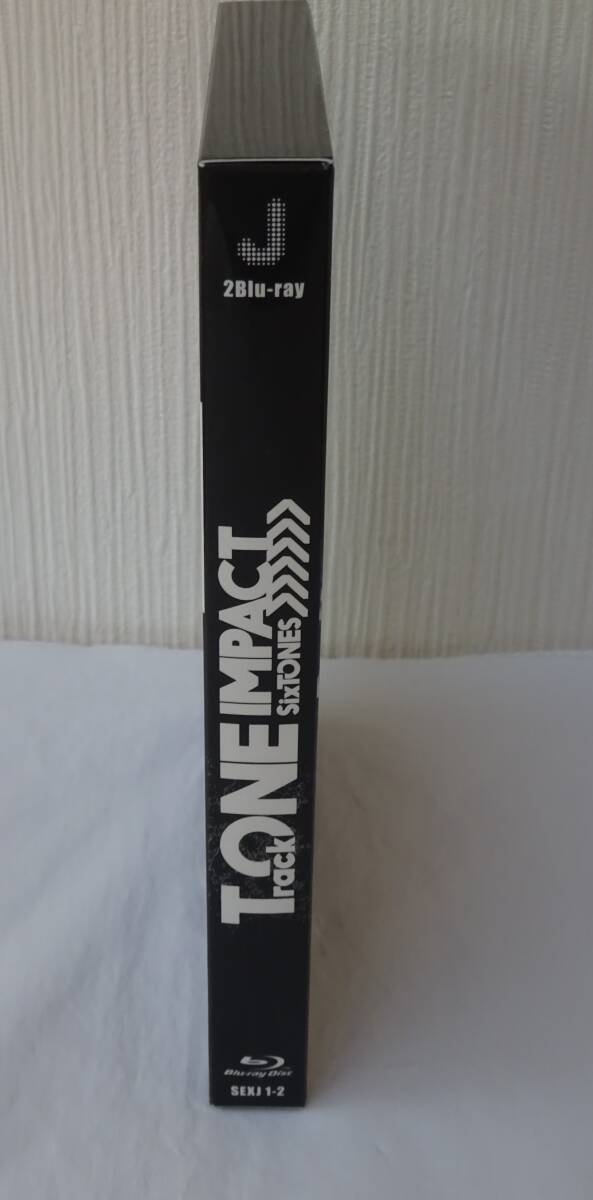 J
2Blu-ray
TrackONE IMPACT
SixTONES
Blu-ray Disc
SEXJ 1-2